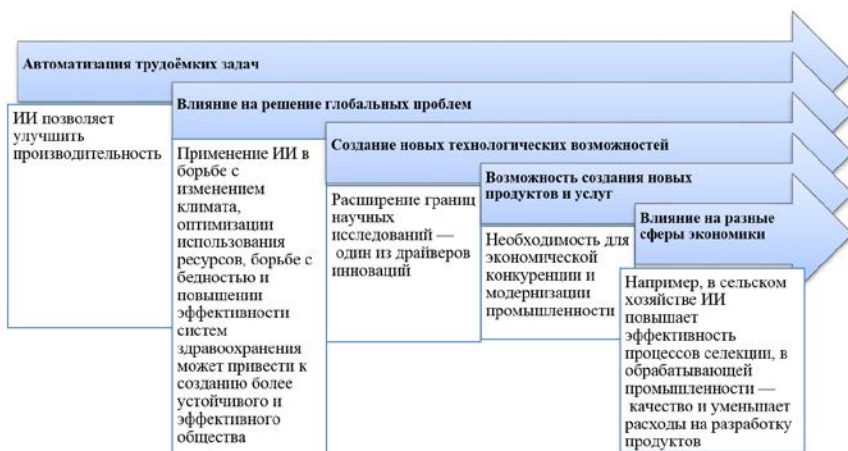 Автоматизация трудоёмких задач
ИИ позволяет
улучшить
производительность
Влияние на решение глобальных проблем
Применение ИИ в
борьбе с
изменением
климата,
оптимизации
использования
ресурсов, борьбе с
бедностью и
повышении
эффективности
систем
здравоохранения
может привести к
созданию более
устойчивого и
эффективного
общества
Создание новых технологических возможностей
Расширение границ
научных
исследований —
один из драйверов
инноваций
Возможность создания новых
продуктов и услуг
Необходимость для
экономической
конкуренции и
модернизации
промышленности
Влияние на разные
сферы экономики
Например, в сельском
хозяйстве ИИ
повышает
эффективность
процессов селекции, в
обрабатывающей
промышленности —
качество и уменьшает
расходы на разработку
продуктов